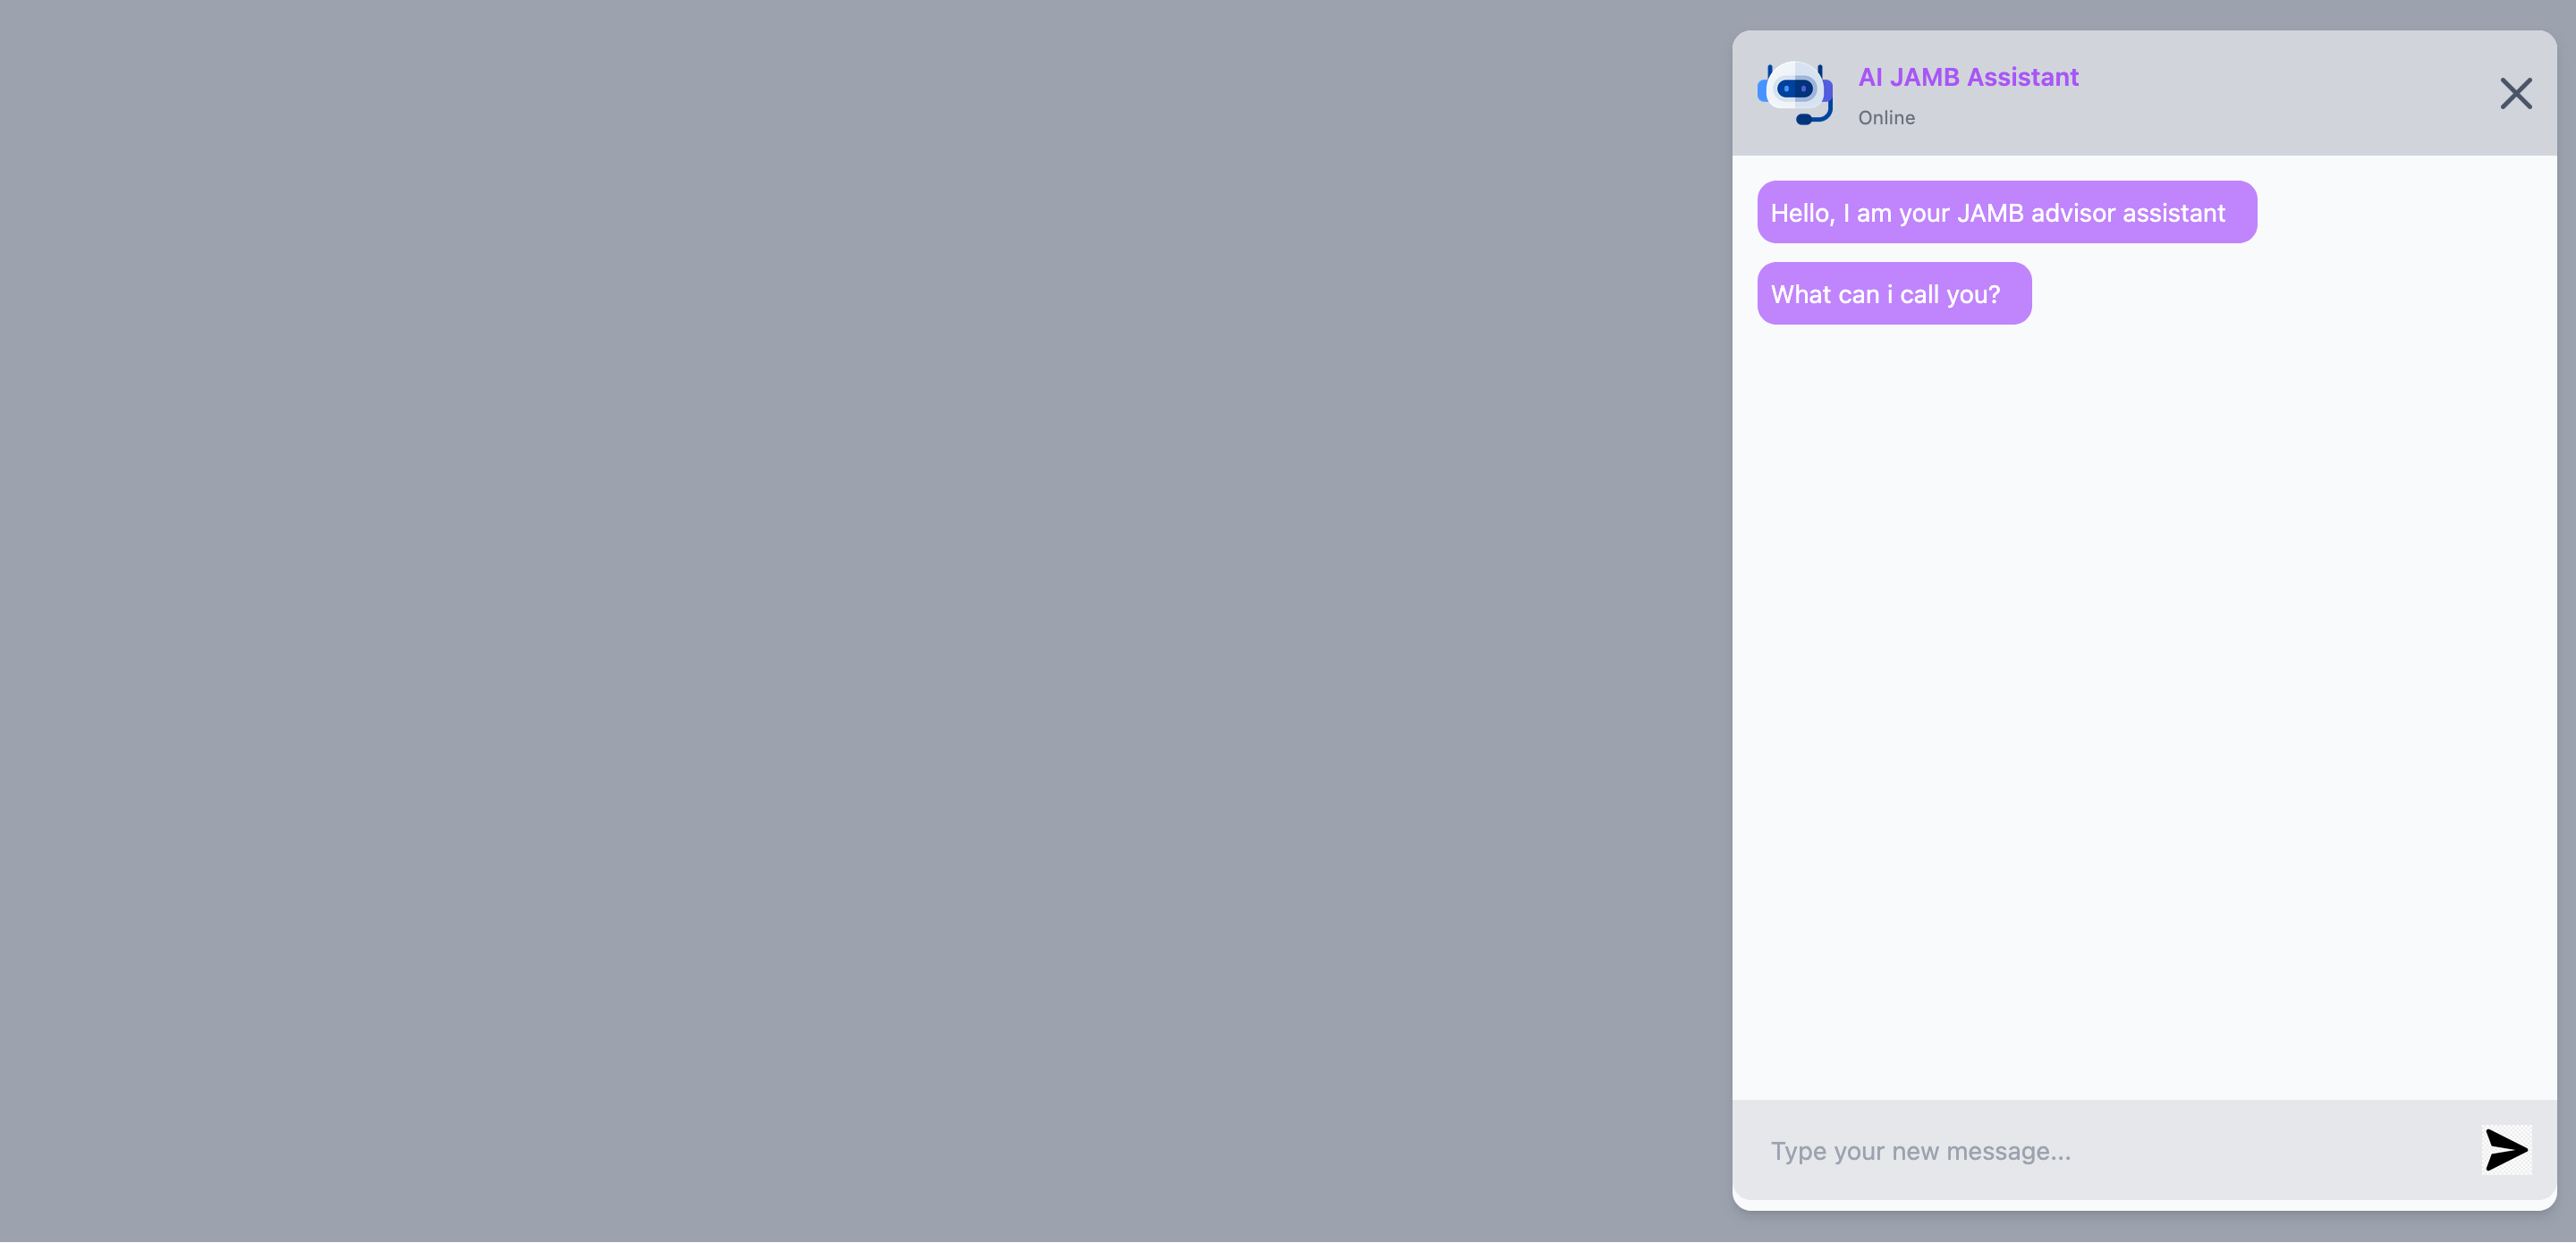 AI JAMB Assistant
Online
Hello, I am your JAMB advisor assistant
What can i call you?
Type your new message...